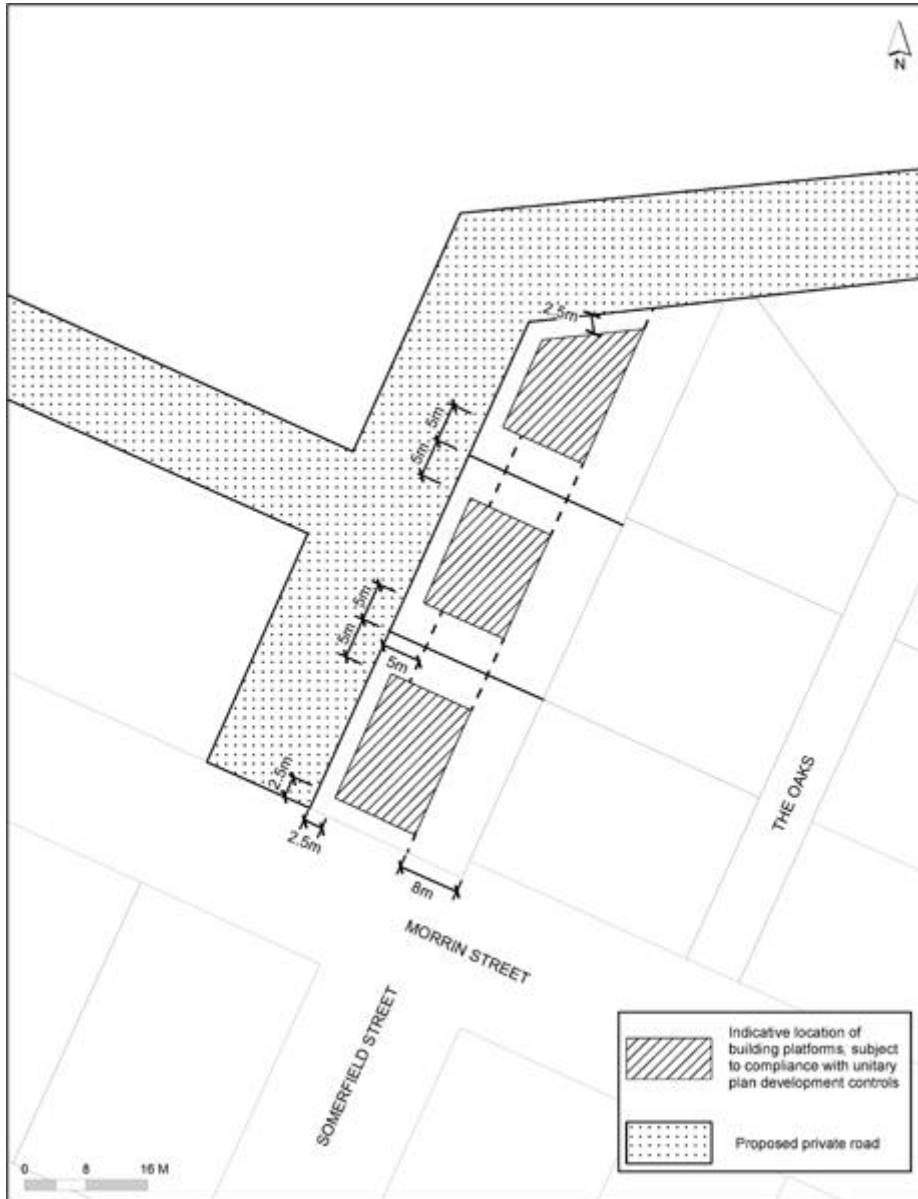 N
2.5m
5m
5m
5m
5m
5m
2.5m
2.5m
8m
THE OAKS
MORRIN STREET
SOMERFIELD STREET
Indicative location of
building platforms, subject
to compliance with unitary
plan development controls
Proposed private road
0 8 16 M